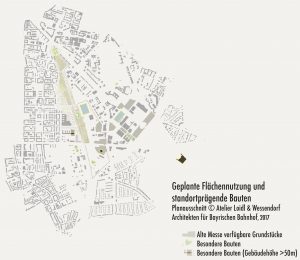 Geplante Flächennutzung und
standortprägende Bauten
Planausschnitt © Atelier Loidl & Wessendorf
Architekten für Bayrischen Bahnhof, 2017
Alte Messe verfügbare Grundstücke
Besondere Bauten
Besondere Bauten (Gebäudehöhe >50m)